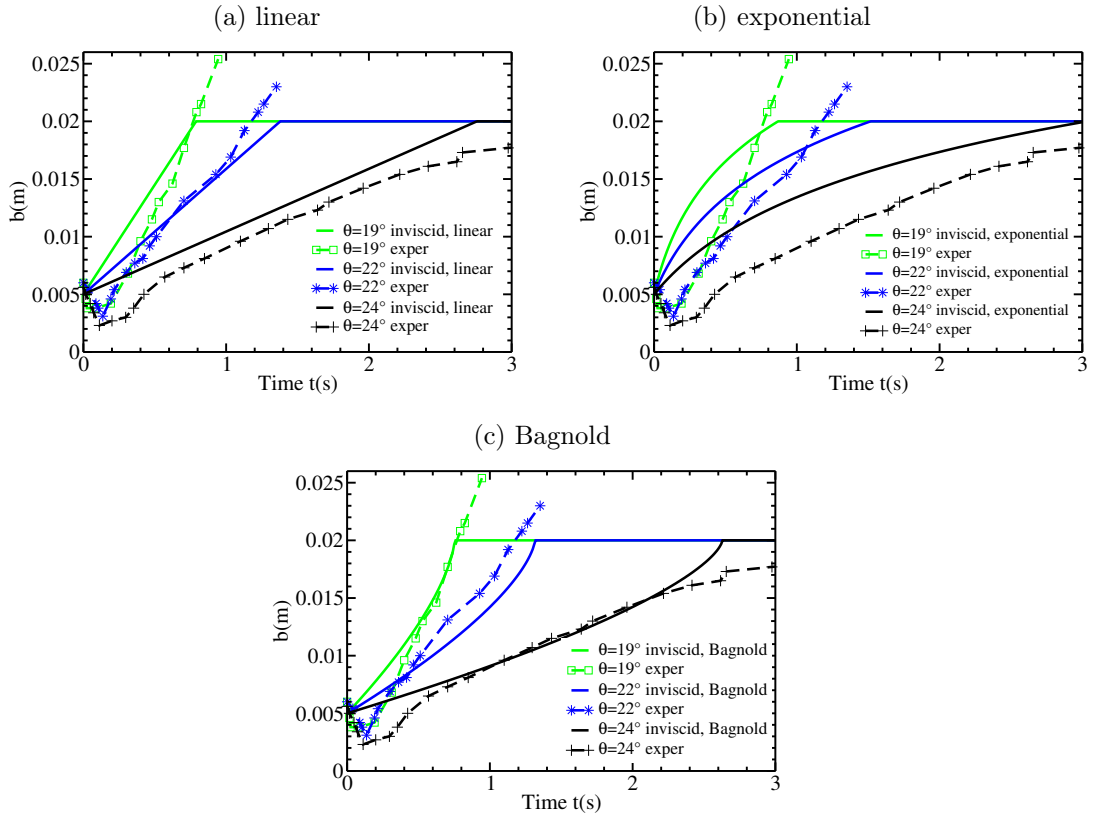 (a) linear
b(m)
0.025
0.02
0.015
0.01
0.005
0
θ=19° inviscid, linear
θ=19° exper
θ=22° inviscid, linear
θ=22° exper
θ=24° inviscid, linear
θ=24° exper
0 1 2 3
Time t(s)
(b) exponential
b(m)
0.025
0.02
0.015
0.01
0.005
0
θ=19° inviscid, exponential
θ=19° exper
θ=22° inviscid, exponential
θ=22° exper
θ=24° inviscid, exponential
θ=24° exper
0 1 2 3
Time t(s)
(c) Bagnold
b(m)
0.025
0.02
0.015
0.01
0.005
0
θ=19° inviscid, Bagnold
θ=19° exper
θ=22° inviscid, Bagnold
θ=22° exper
θ=24° inviscid, Bagnold
θ=24° exper
0 1 2 3
Time t(s)